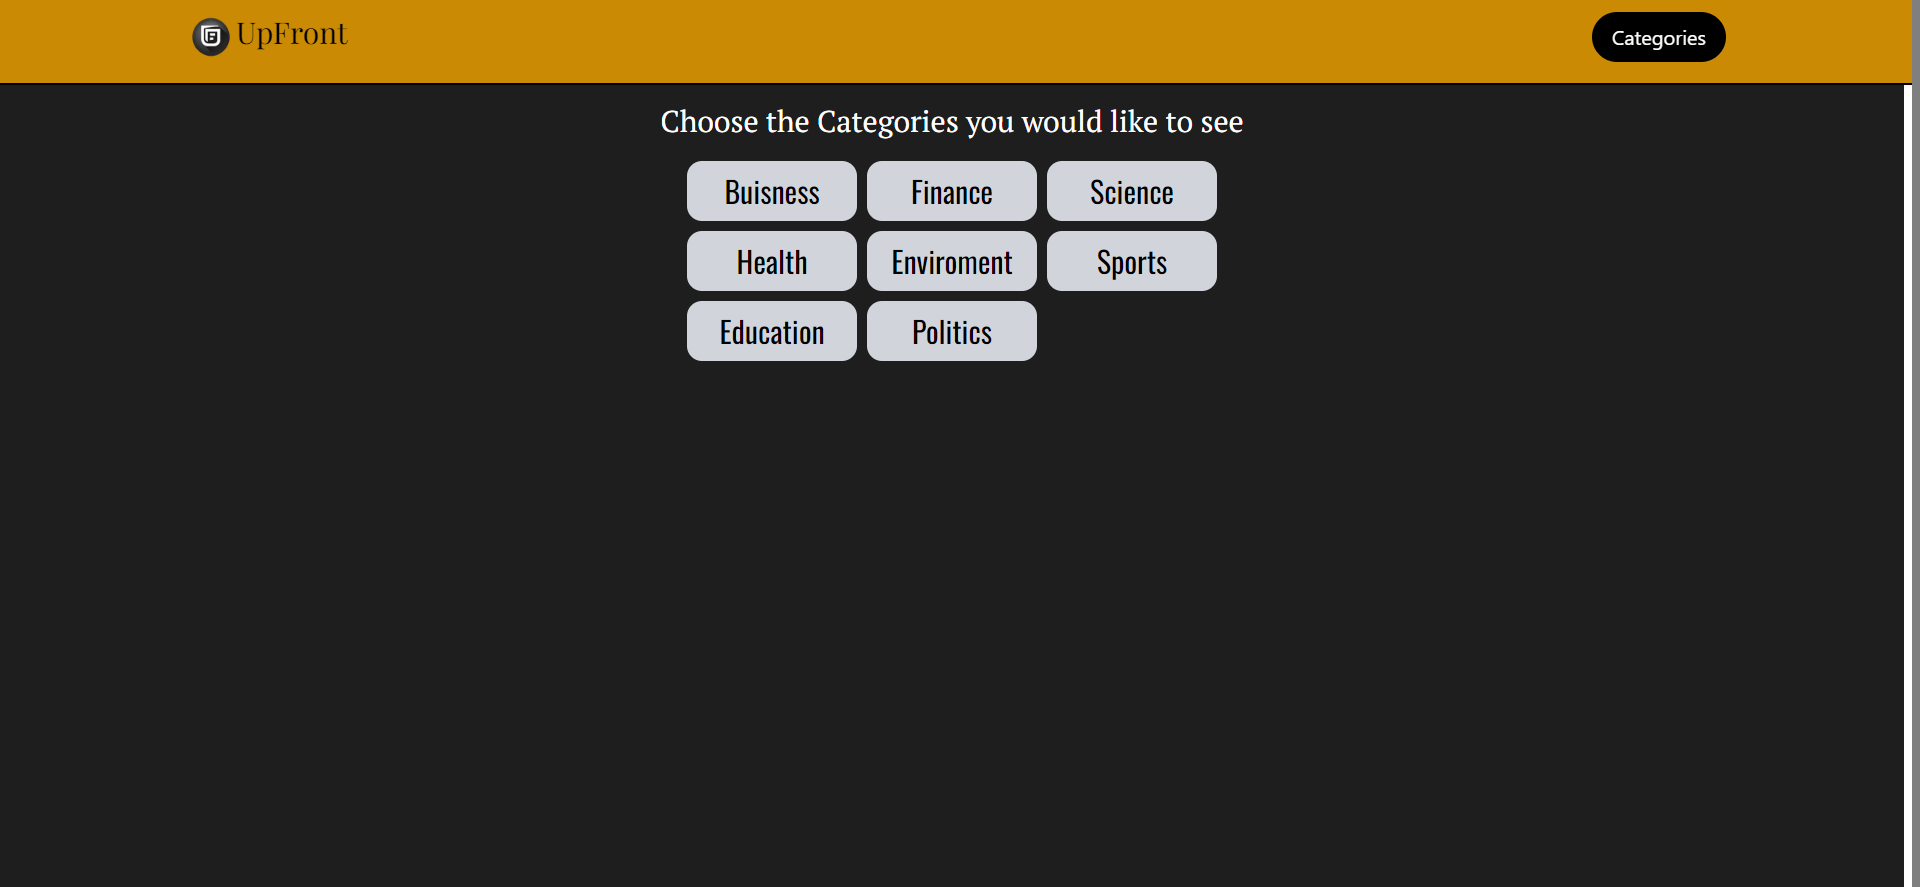 UpFront
Categories
Choose the Categories you would like to see
Buisness Finance Science
Health Enviroment Sports
Education Politics